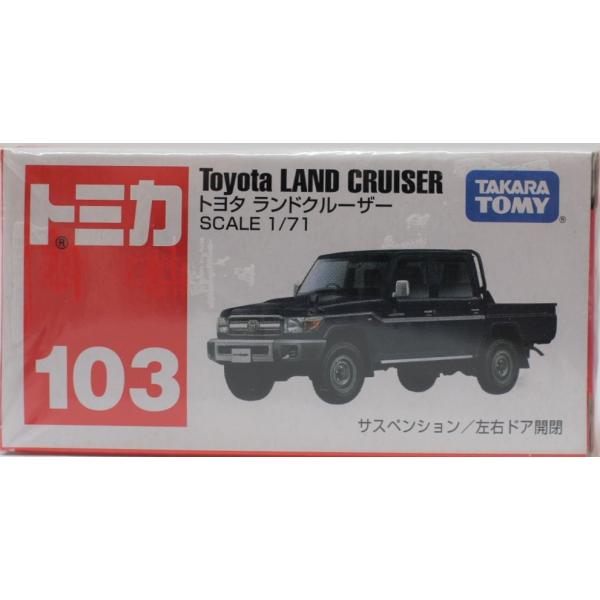 トミカ
®
103
Toyota LAND CRUISER
トヨタ ランドクルーザー
SCALE 1/71
TAKARA
TOMY
®
サスペンション／左右ドア開閉